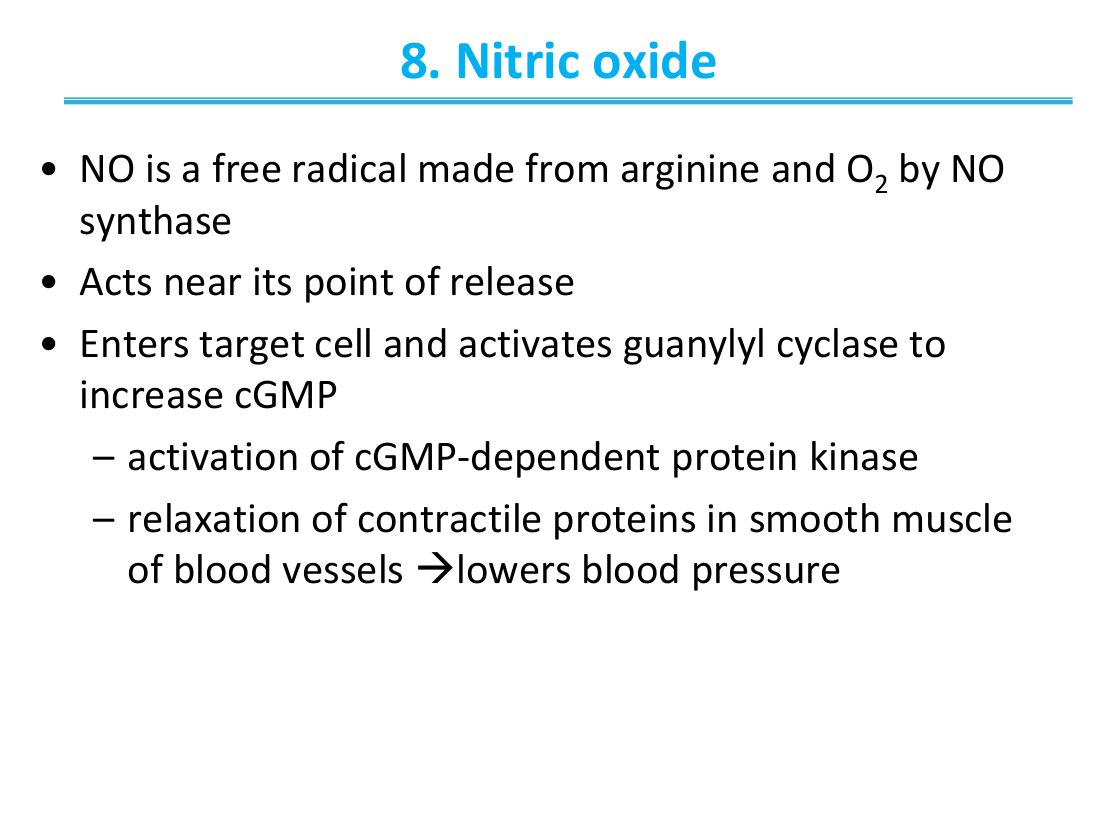 8. Nitric oxide
• NO is a free radical made from arginine and O₂ by NO
synthase
• Acts near its point of release
• Enters target cell and activates guanylyl cyclase to
increase cGMP
– activation of cGMP-dependent protein kinase
– relaxation of contractile proteins in smooth muscle
of blood vessels →lowers blood pressure